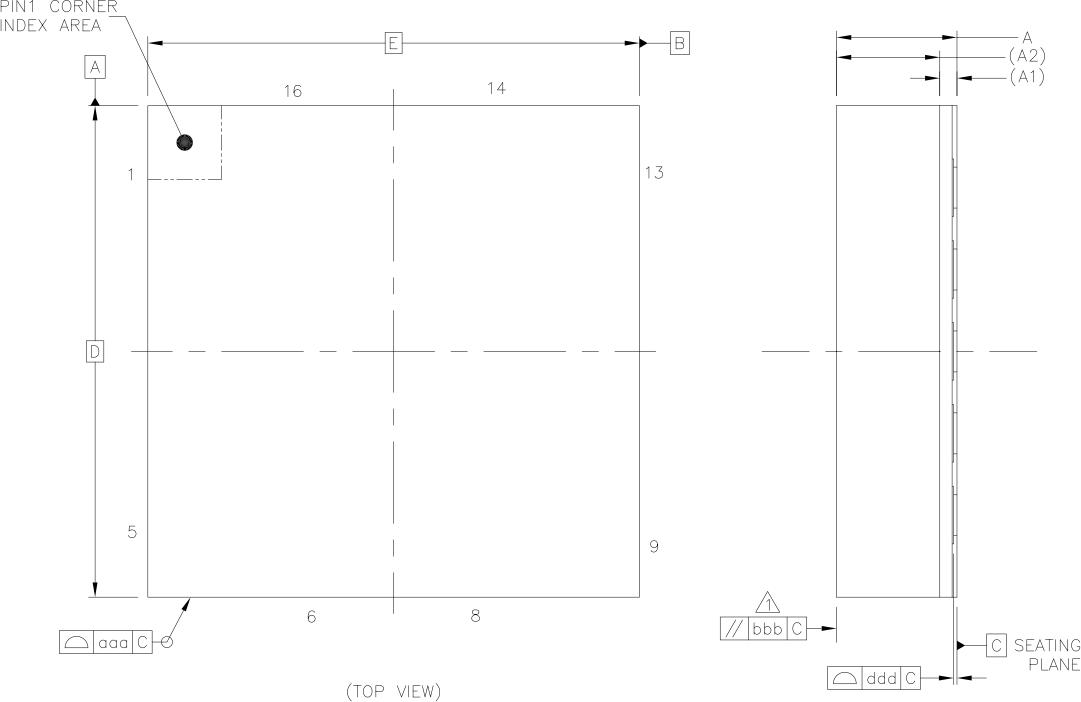 PIN1 CORNER
INDEX AREA
E
B
A
A
(A2)
(A1)
16
14
1
13
D
5
9
6
8
aaa C
1
// bbb C
C SEATING
PLANE
ddd C
(TOP VIEW)